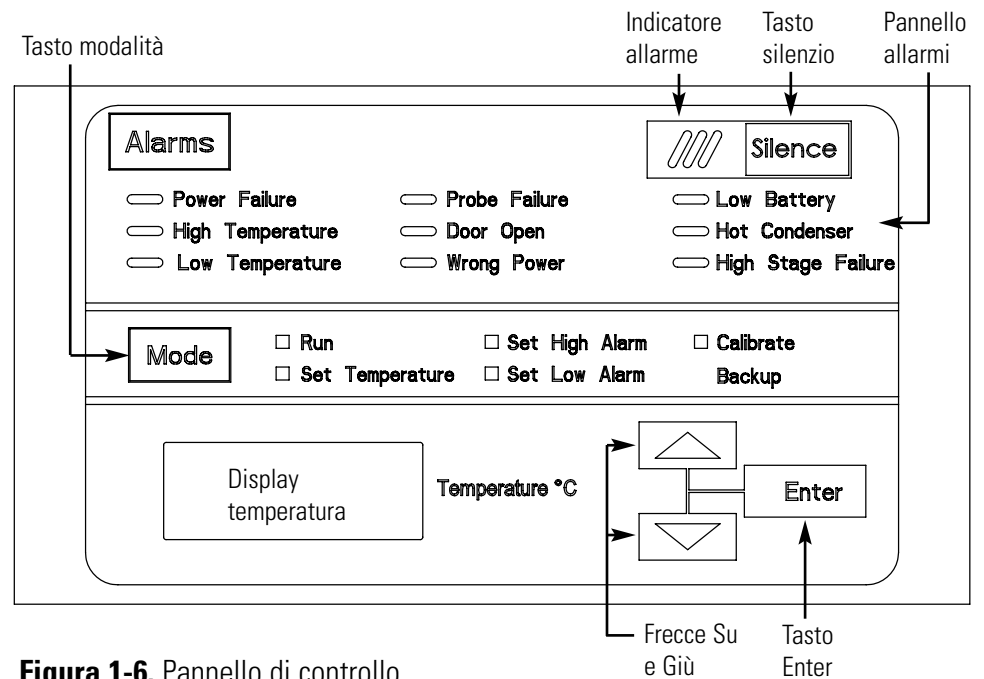 Tasto modalità
Indicatore
allarme
Tasto
silenzio
Pannello
allarmi
Alarms
Silence
Power Failure
Probe Failure
Low Battery
High Temperature
Door Open
Hot Condenser
Low Temperature
Wrong Power
High Stage Failure
Mode
Run
Set High Alarm
Calibrate
Set Temperature
Set Low Alarm
Backup
Display
temperatura
Temperature °C
Enter
Frecce Su
e Giù
Tasto
Enter
Figura 1-6. Pannello di controllo